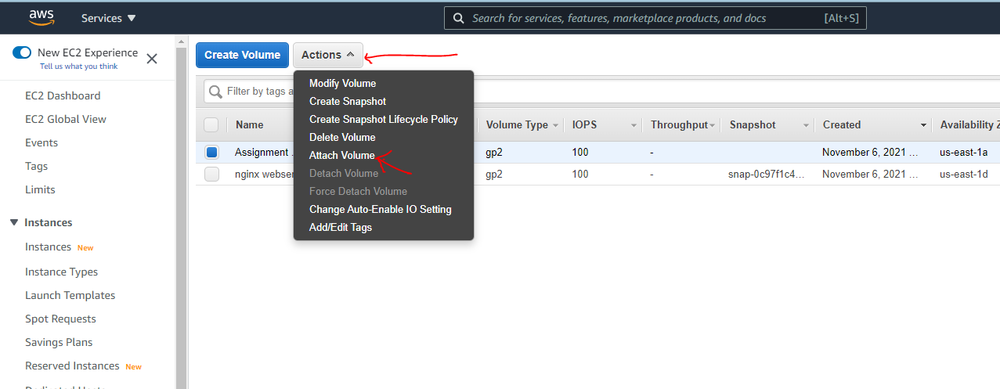 aws Services Search for services, features, marketplace products, and docs [Alt+S]
New EC2 Experience
Tell us what you think
EC2 Dashboard
EC2 Global View
Events
Tags
Limits
Instances
Instances New
Instance Types
Launch Templates
Spot Requests
Savings Plans
Reserved Instances New
Dedicated Hosts
Create Volume Actions
Filter by tags a
Modify Volume
Create Snapshot
Create Snapshot Lifecycle Policy
Delete Volume
Attach Volume
Detach Volume
Force Detach Volume
Change Auto-Enable IO Setting
Add/Edit Tags
Name Volume Type IOPS Throughput Snapshot Created Availability Z
Assignment . gp2 100 - November 6, 2021 ... us-east-1a
nginx webser gp2 100 - snap-0c97f1c4... November 6, 2021 ... us-east-1d